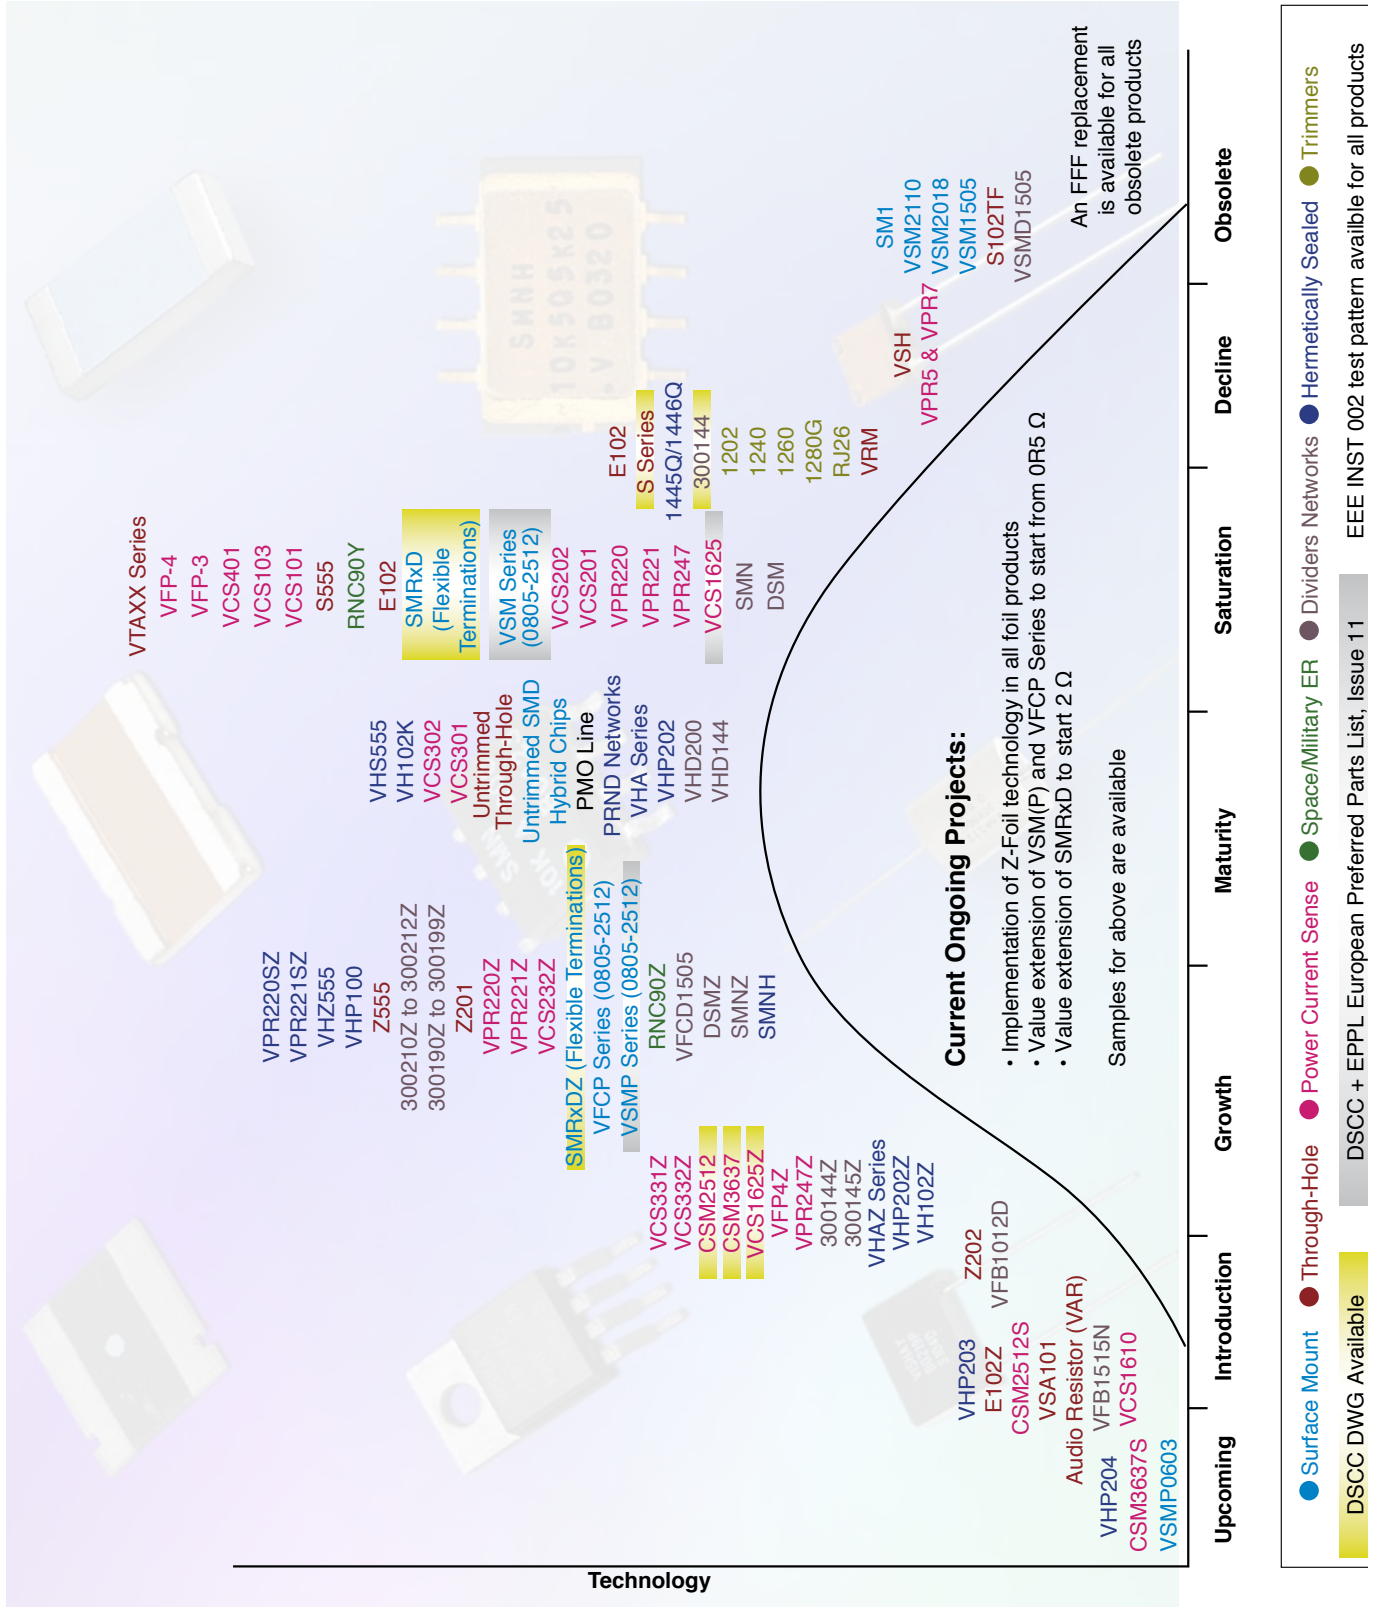 Technology
VHP204
CSM3637S
VSMP0603
VHP203
E102Z
CSM2512S
VSA101
Audio Resistor (VAR)
VFB1515N
VCS1610
Z202
VFB1012D
VCS331Z
VCS332Z
CSM2512
CSM3637
VCS1625Z
VFP4Z
VPR247Z
300144Z
300145Z
VHAZ Series
VHP202Z
VH102Z
VPR220SZ
VPR221SZ
VHZ555
VHP100
Z555
300210Z to 300212Z
300190Z to 300199Z
Z201
VPR220Z
VPR221Z
VCS232Z
SMRxDZ (Flexible Terminations)
VFCP Series (0805-2512)
VSMP Series (0805-2512)
RNC90Z
VFCD1505
DSMZ
SMNZ
SMNH
VHS555
VH102K
VCS302
VCS301
Untrimmed
Through-Hole
Untrimmed SMD
Hybrid Chips
PMO Line
PRND Networks
VHA Series
VHP202
VHD200
VHD144
VTAXX Series
VFP-4
VFP-3
VCS401
VCS103
VCS101
S555
RNC90Y
E102
SMRxD
(Flexible
Terminations)
VSM Series
(0805-2512)
VCS202
VCS201
VPR220
VPR221
VPR247
VCS1625
SMN
DSM
E102
S Series
1445Q/1446Q
300144
1202
1240
1260
1280G
RJ26
VRM
VSH
VPR5 & VPR7
SM1
VSM2110
VSM2018
VSM1505
S102TF
VSMD1505
An FFF replacement
is available for all
obsolete products
SMNH
10K505K25
.V B0320
Current Ongoing Projects:
• Implementation of Z-Foil technology in all foil products
• Value extension of VSM(P) and VFCP Series to start from 0R5 Ω
• Value extension of SMRxD to start 2 Ω
Samples for above are available
Upcoming
Introduction
Growth
Maturity
Saturation
Decline
Obsolete
Surface Mount
Through-Hole
Power Current Sense
Space/Military ER
Dividers Networks
Hermetically Sealed
Trimmers
DSCC DWG Available
DSCC + EPPL European Preferred Parts List, Issue 11
EEE INST 002 test pattern availble for all products